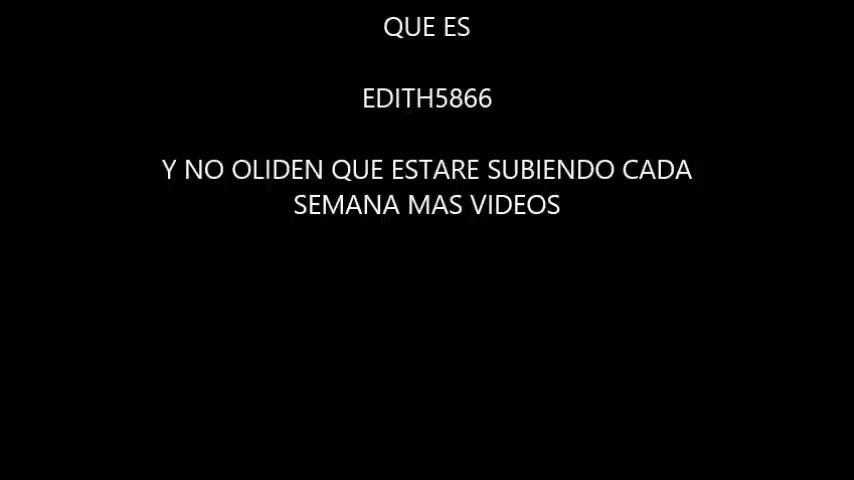 QUE ES
EDITH5866
Y NO OLIDEN QUE ESTARE SUBIENDO CADA
SEMANA MAS VIDEOS